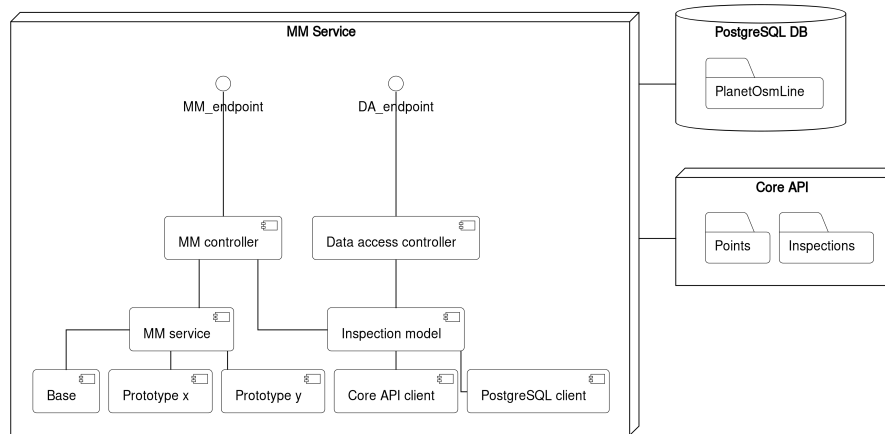 MM Service
PostgreSQL DB
PlanetOsmLine
MM_endpoint
DA_endpoint
Core API
Points
Inspections
MM controller
Data access controller
MM service
Inspection model
Base
Prototype x
Prototype y
Core API client
PostgreSQL client